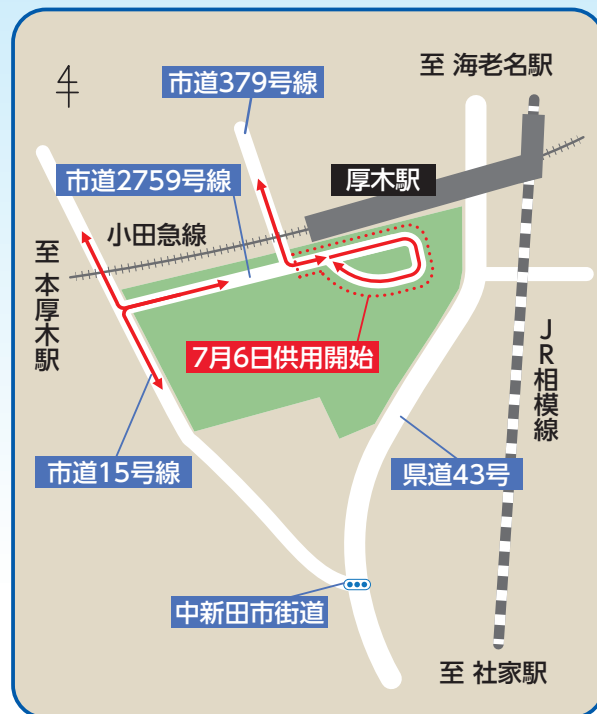 至 海老名駅
市道379号線
市道2759号線
厚木駅
小田急線
至 本厚木駅
7月6日供用開始
JR相模線
市道15号線
県道43号
中新田市街道
至 社家駅